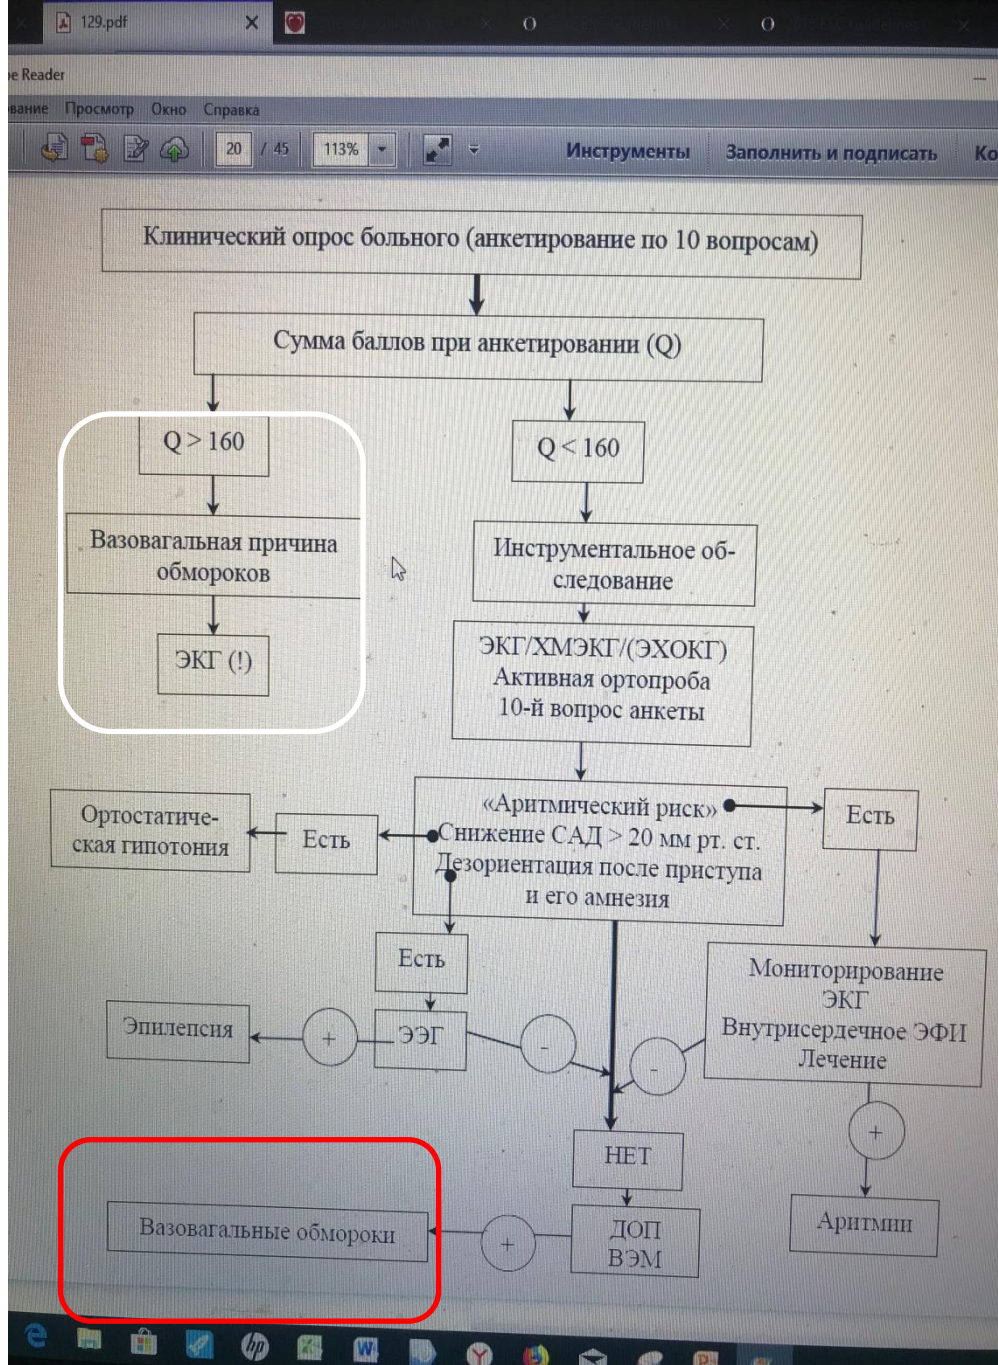 129.pdf
Reader
Просмотр Окно Справка
20 / 45 113% Инструменты Заполнить и подписать
Клинический опрос больного (анкетирование по 10 вопросам)
Сумма баллов при анкетировании (Q)
Q > 160
Q < 160
Вазовагальная причина
обмороков
Инструментальное об-
следование
ЭКГ (!)
ЭКГ/ХМЭКГ/(ЭХОКГ)
Активная ортопроба
10-й вопрос анкеты
Ортостатиче-
ская гипотония
Есть
«Аритмический риск»
Снижение САД > 20 мм рт. ст.
Дезориентация после приступа
и его амнезия
Есть
Есть
Мониторирование
ЭКГ
Внутрисердечное ЭФИ
Лечение
Эпилепсия
+
ЭЭГ
-
-
+
НЕТ
Вазовагальные обмороки
+
ДОП
ВЭМ
Аритмии
hp